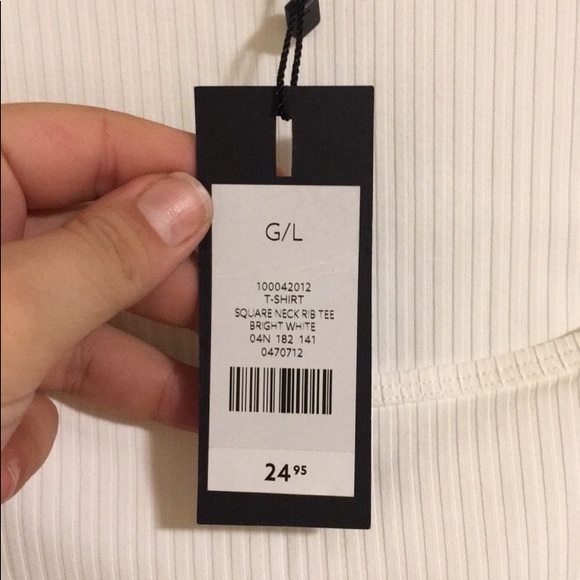 G/L
100042012
T-SHIRT
SQUARE NECK RIB TEE
BRIGHT WHITE
04N 182 141
0470712
24 95